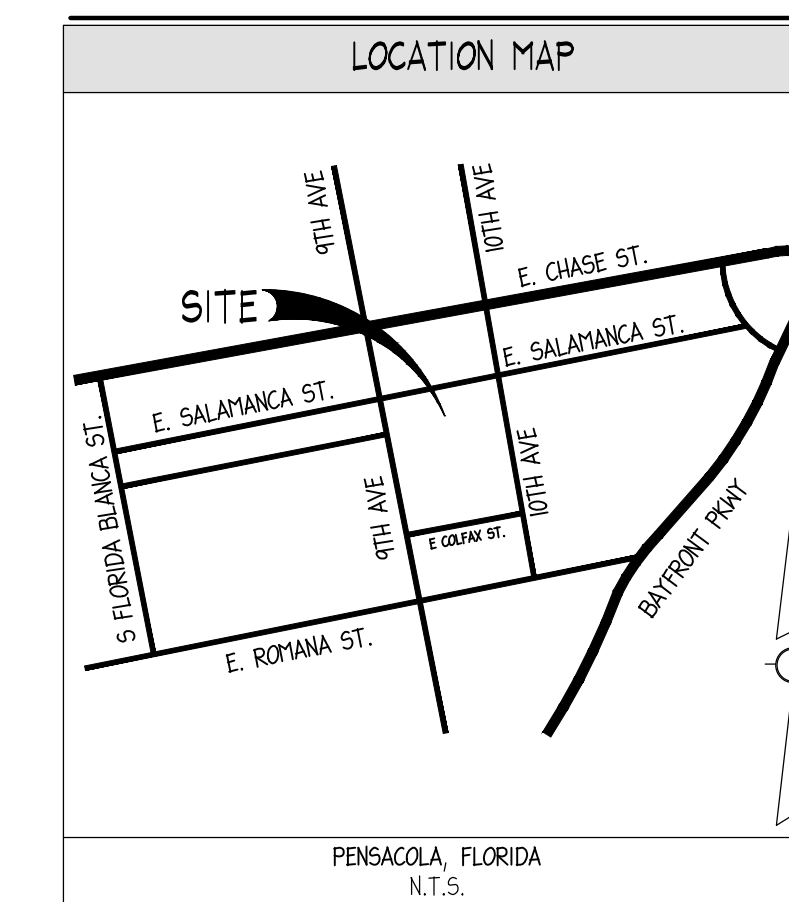 LOCATION MAP
9TH AVE
10TH AVE
E. CHASE ST.
SITE
E. SALAMANCA ST.
E. SALAMANCA ST.
S FLORIDA BLANCA ST.
9TH AVE
10TH AVE
E COLFAX ST.
BAYFRONT PKWY
E. ROMANA ST.
PENSACOLA, FLORIDA
N.T.S.